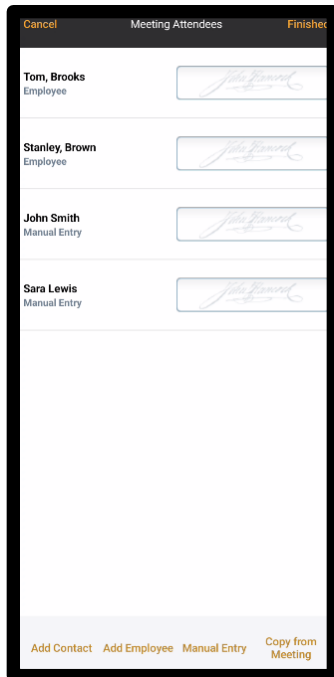 Cancel Meeting Attendees Finished
Tom, Brooks
Employee
Stanley, Brown
Employee
John Smith
Manual Entry
Sara Lewis
Manual Entry
Add Contact Add Employee Manual Entry Copy from
Meeting